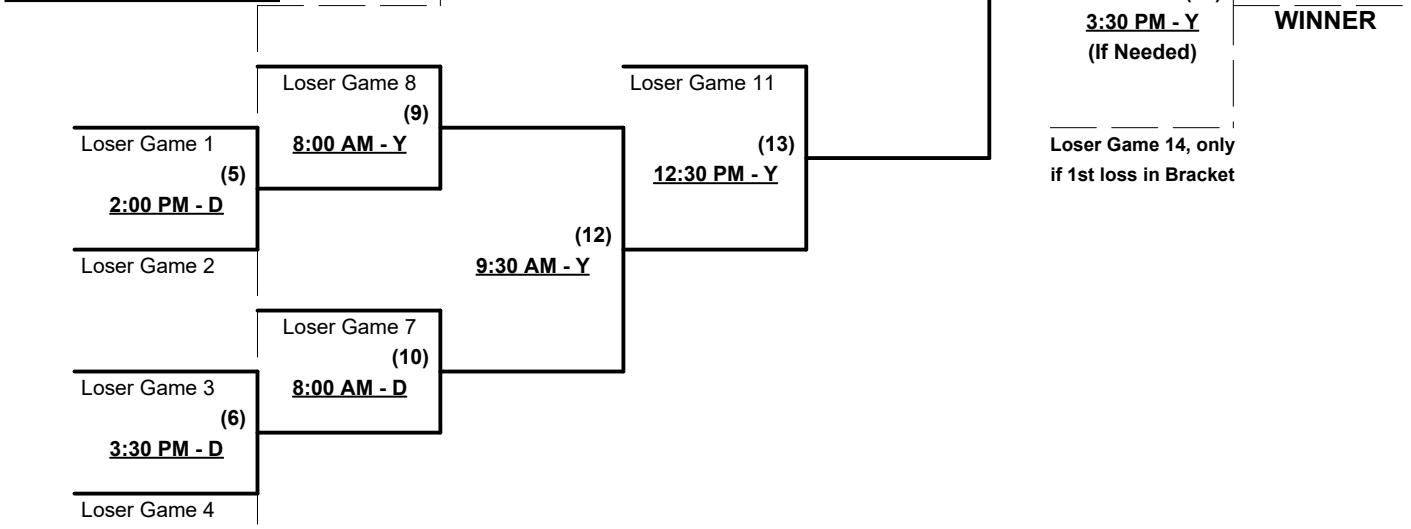 3:30 PM - Y
WINNER
(If Needed)
Loser Game 8
Loser Game 11
(9)
Loser Game 1
8:00 AM - Y
(13)
Loser Game 14, only
(5)
12:30 PM - Y
if 1st loss in Bracket
2:00 PM - D
(12)
Loser Game 2
9:30 AM - Y
Loser Game 7
(10)
Loser Game 3
8:00 AM - D
(6)
3:30 PM - D
Loser Game 4